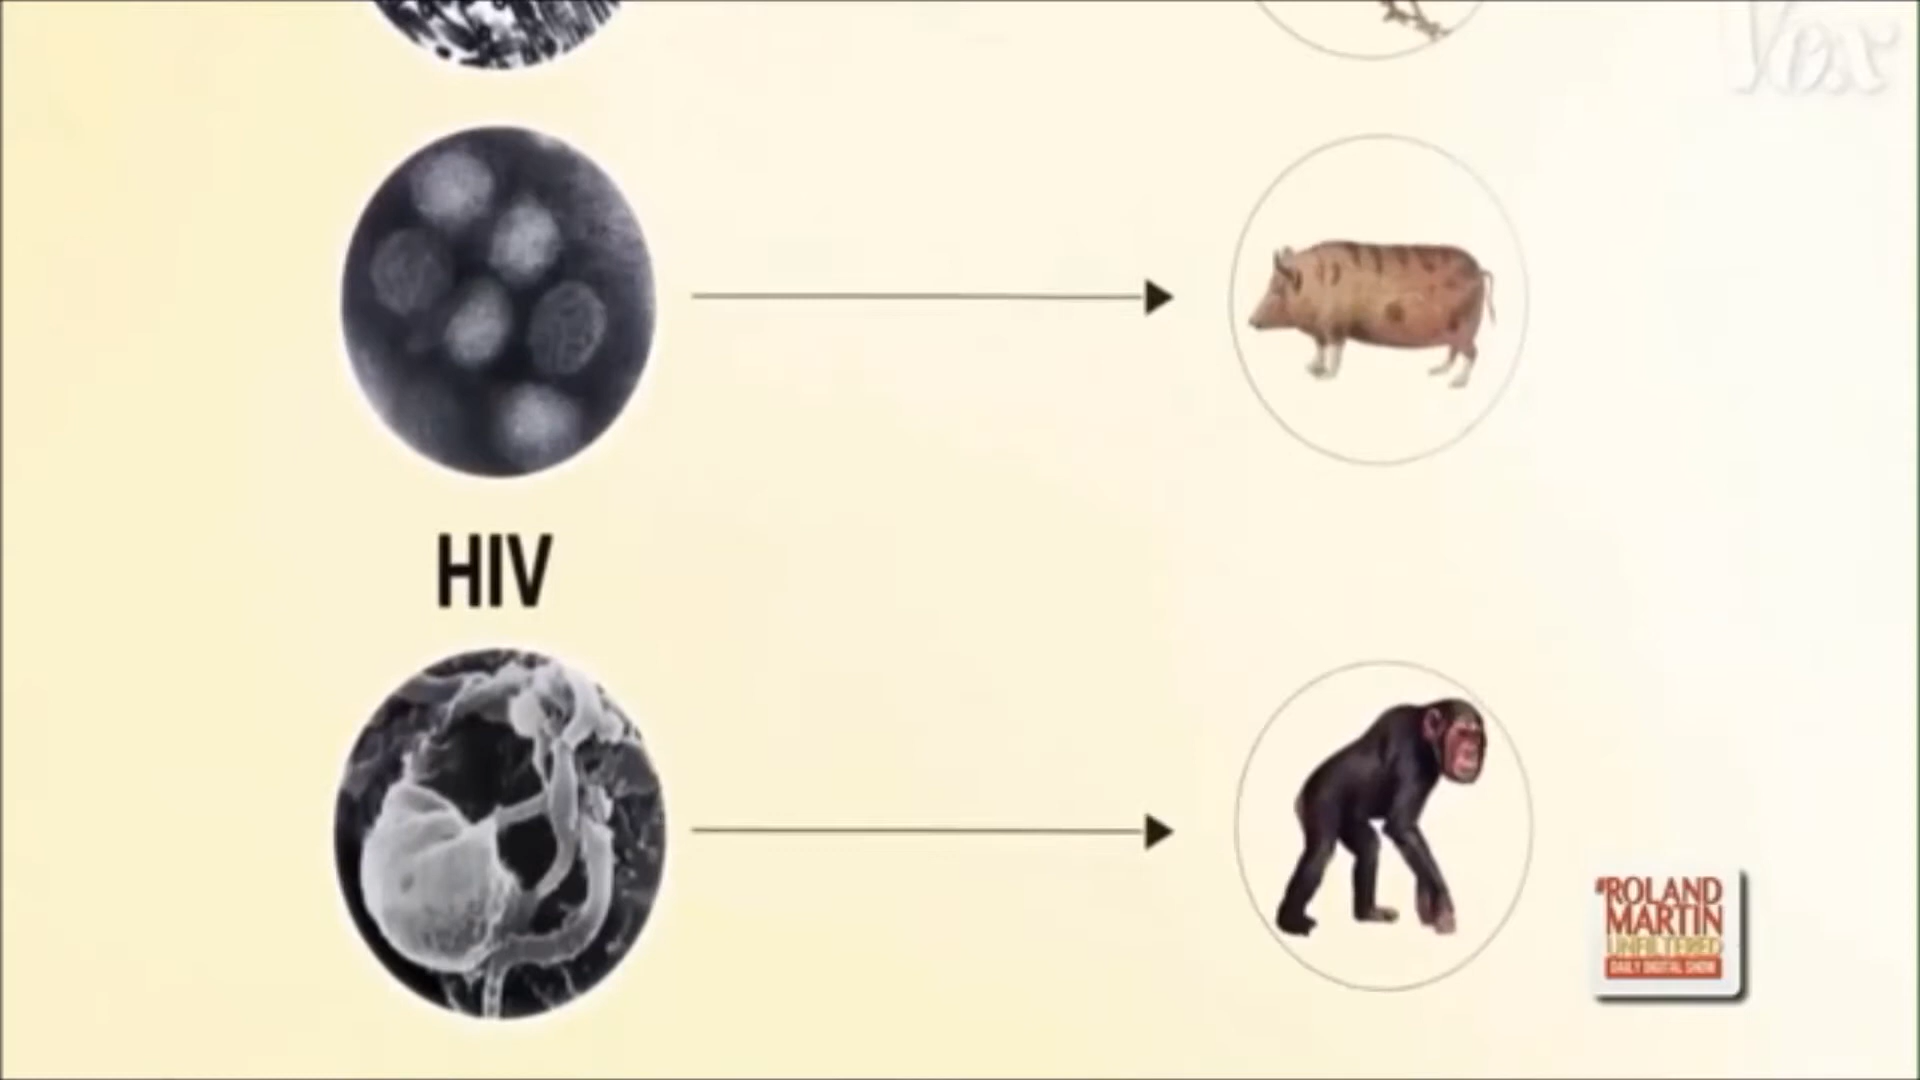 Vox
HIV
#ROLAND
MARTIN
UNFILTERED
DAILY DIGITAL SHOW